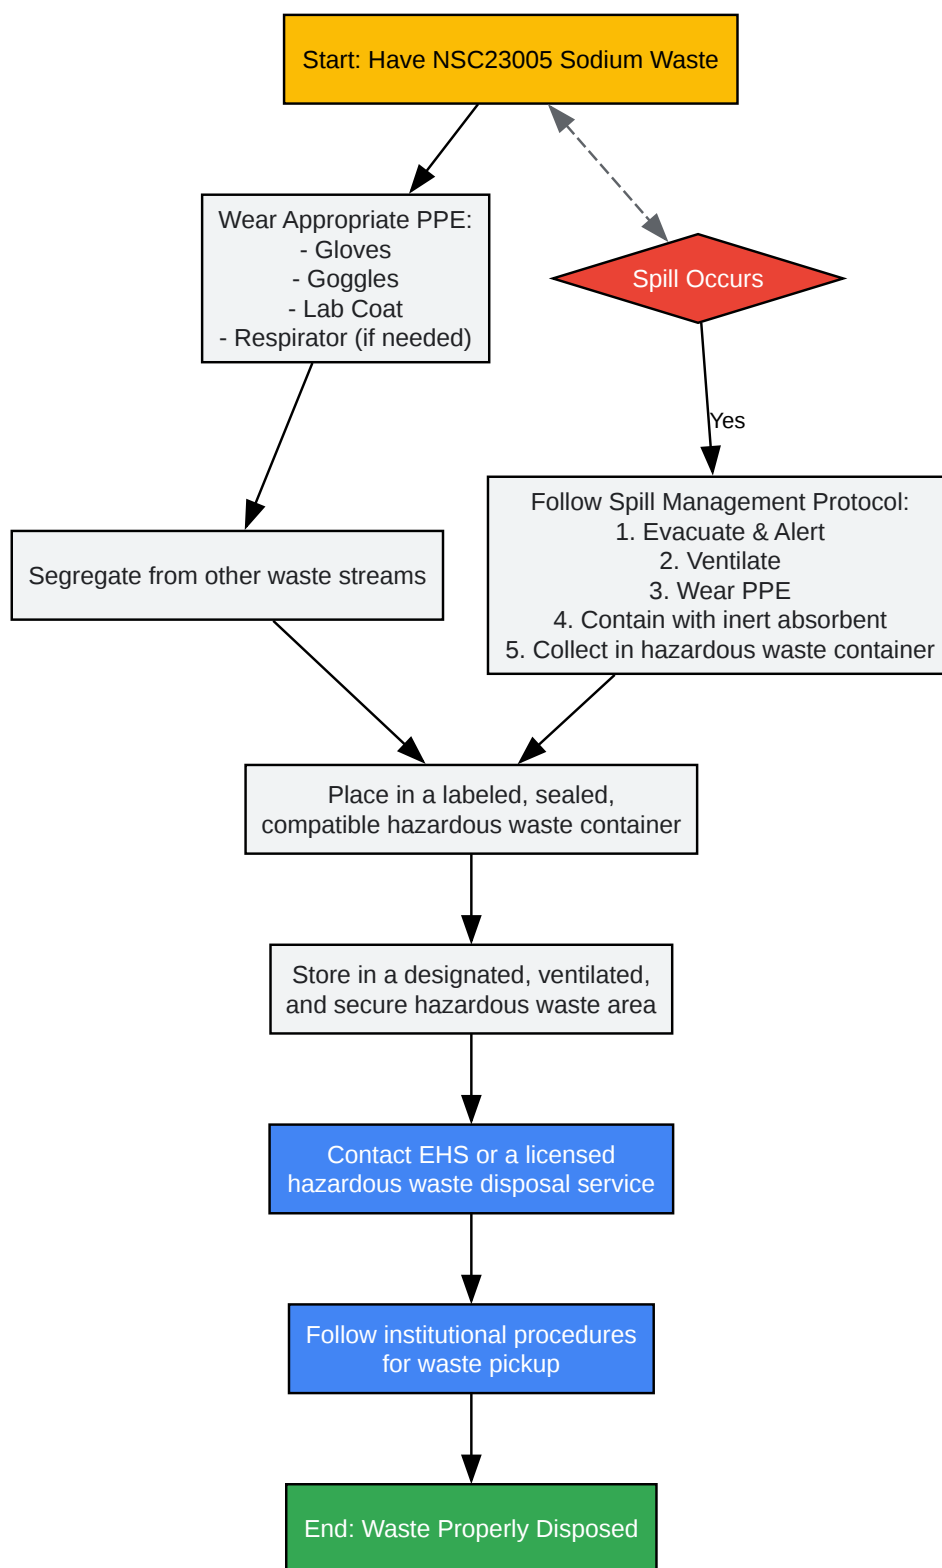 Start: Have NSC23005 Sodium Waste
Wear Appropriate PPE:
- Gloves
- Goggles
- Lab Coat
- Respirator (if needed)
Spill Occurs
Yes
Follow Spill Management Protocol:
1. Evacuate & Alert
2. Ventilate
3. Wear PPE
4. Contain with inert absorbent
5. Collect in hazardous waste container
Segregate from other waste streams
Place in a labeled, sealed,
compatible hazardous waste container
Store in a designated, ventilated,
and secure hazardous waste area
Contact EHS or a licensed
hazardous waste disposal service
Follow institutional procedures
for waste pickup
End: Waste Properly Disposed